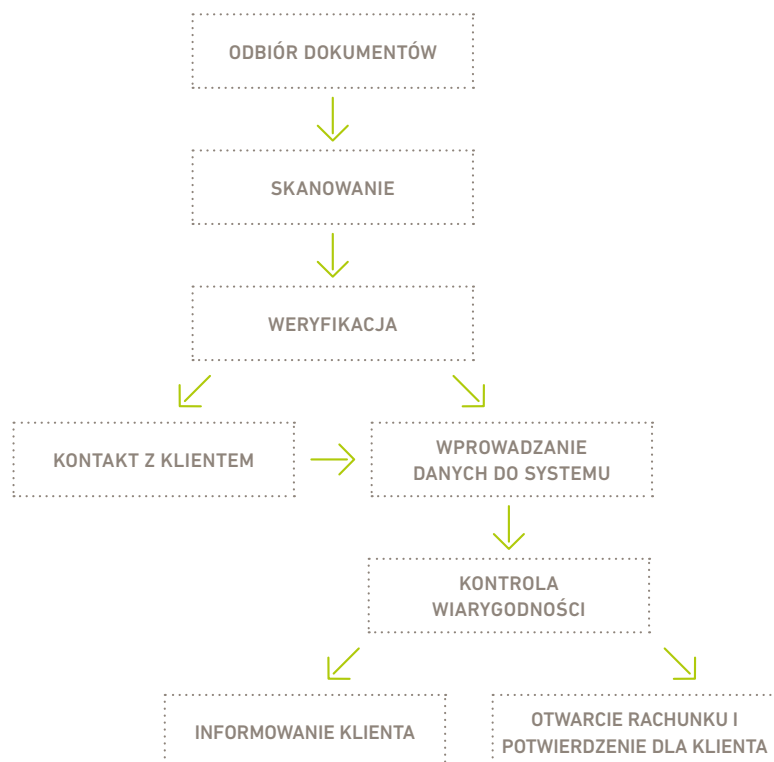 ODBIÓR DOKUMENTÓW
SKANOWANIE
WERYFIKACJA
KONTAKT Z KLIENTEM
WPROWADZANIE
DANYCH DO SYSTEMU
KONTROLA
WIARYGODNOŚCI
INFORMOWANIE KLIENTA
OTWARCIE RACHUNKU I
POTWIERDZENIE DLA KLIENTA